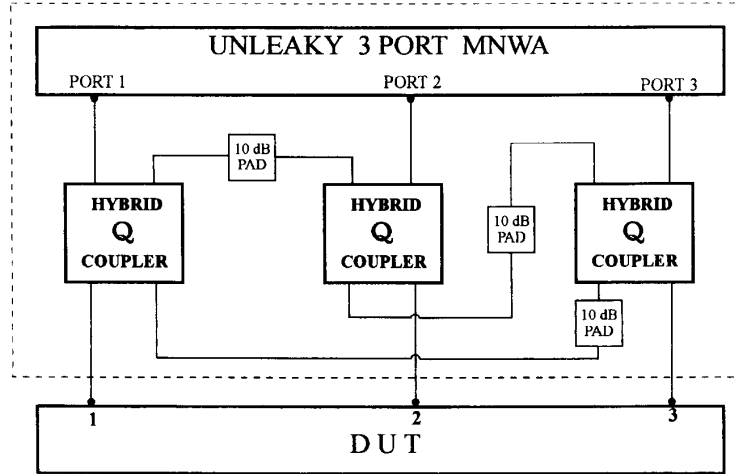 UNLEAKY 3 PORT MNWA
PORT 1
PORT 2
PORT 3
10 dB
PAD
10 dB
PAD
HYBRID
Q
COUPLER
HYBRID
Q
COUPLER
HYBRID
Q
COUPLER
10 dB
PAD
1
2
3
DUT